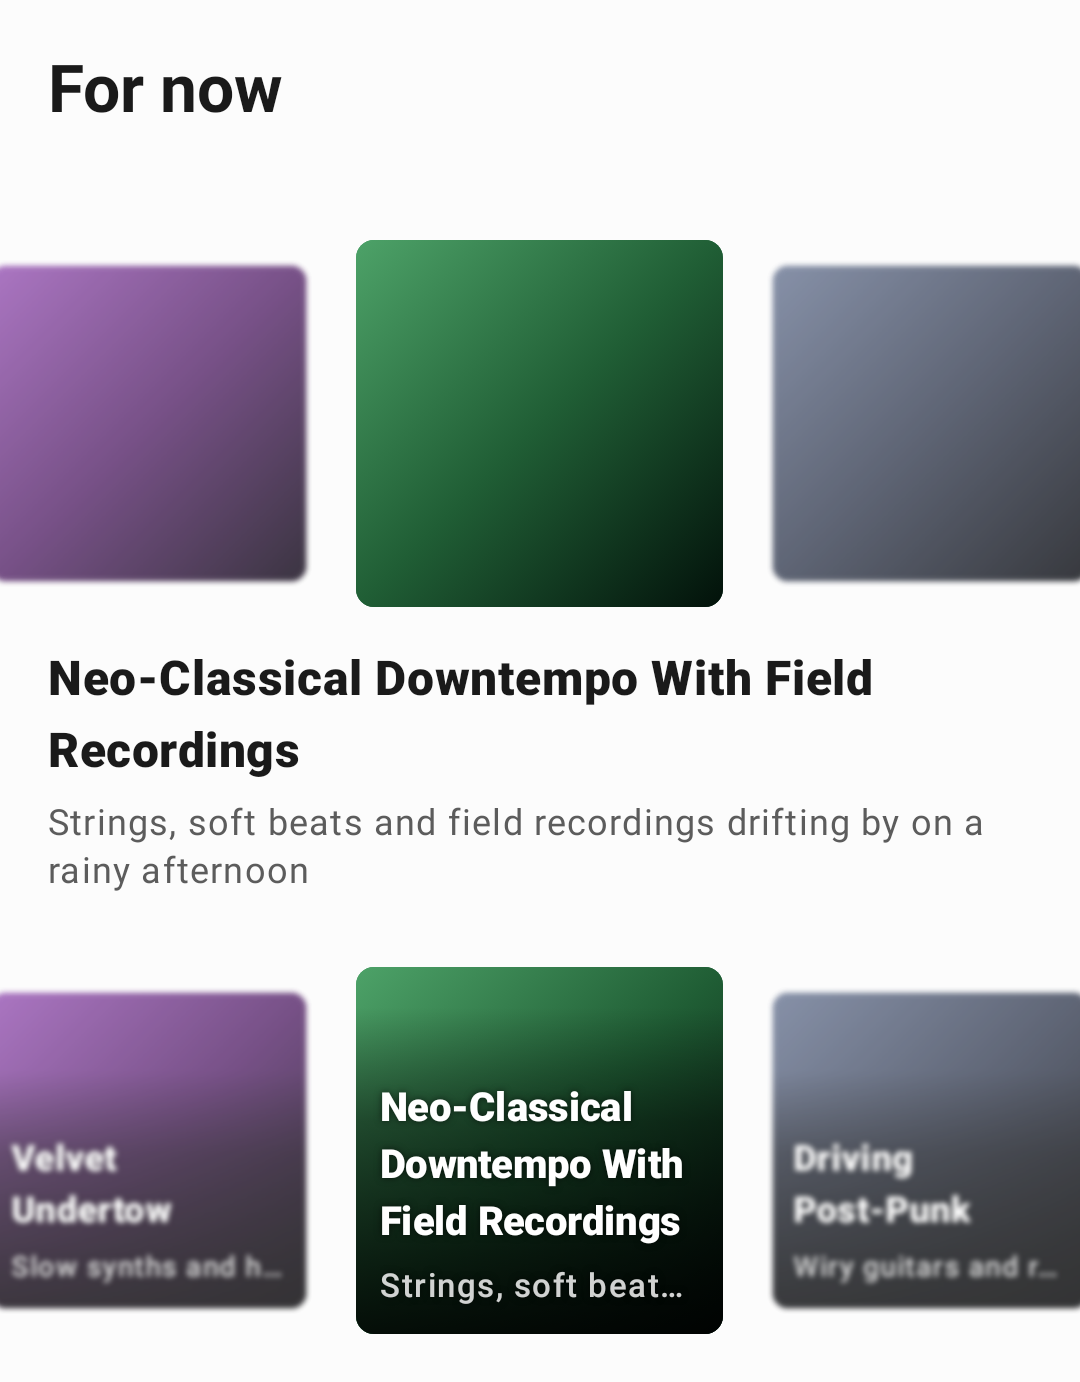 For now
Neo-Classical Downtempo With Field
Recordings
Strings, soft beats and field recordings drifting by on a
rainy afternoon
Velvet
Undertow
Slow synths and h…
Neo-Classical
Downtempo With
Field Recordings
Strings, soft beat…
Driving
Post-Punk
Wiry guitars and r…